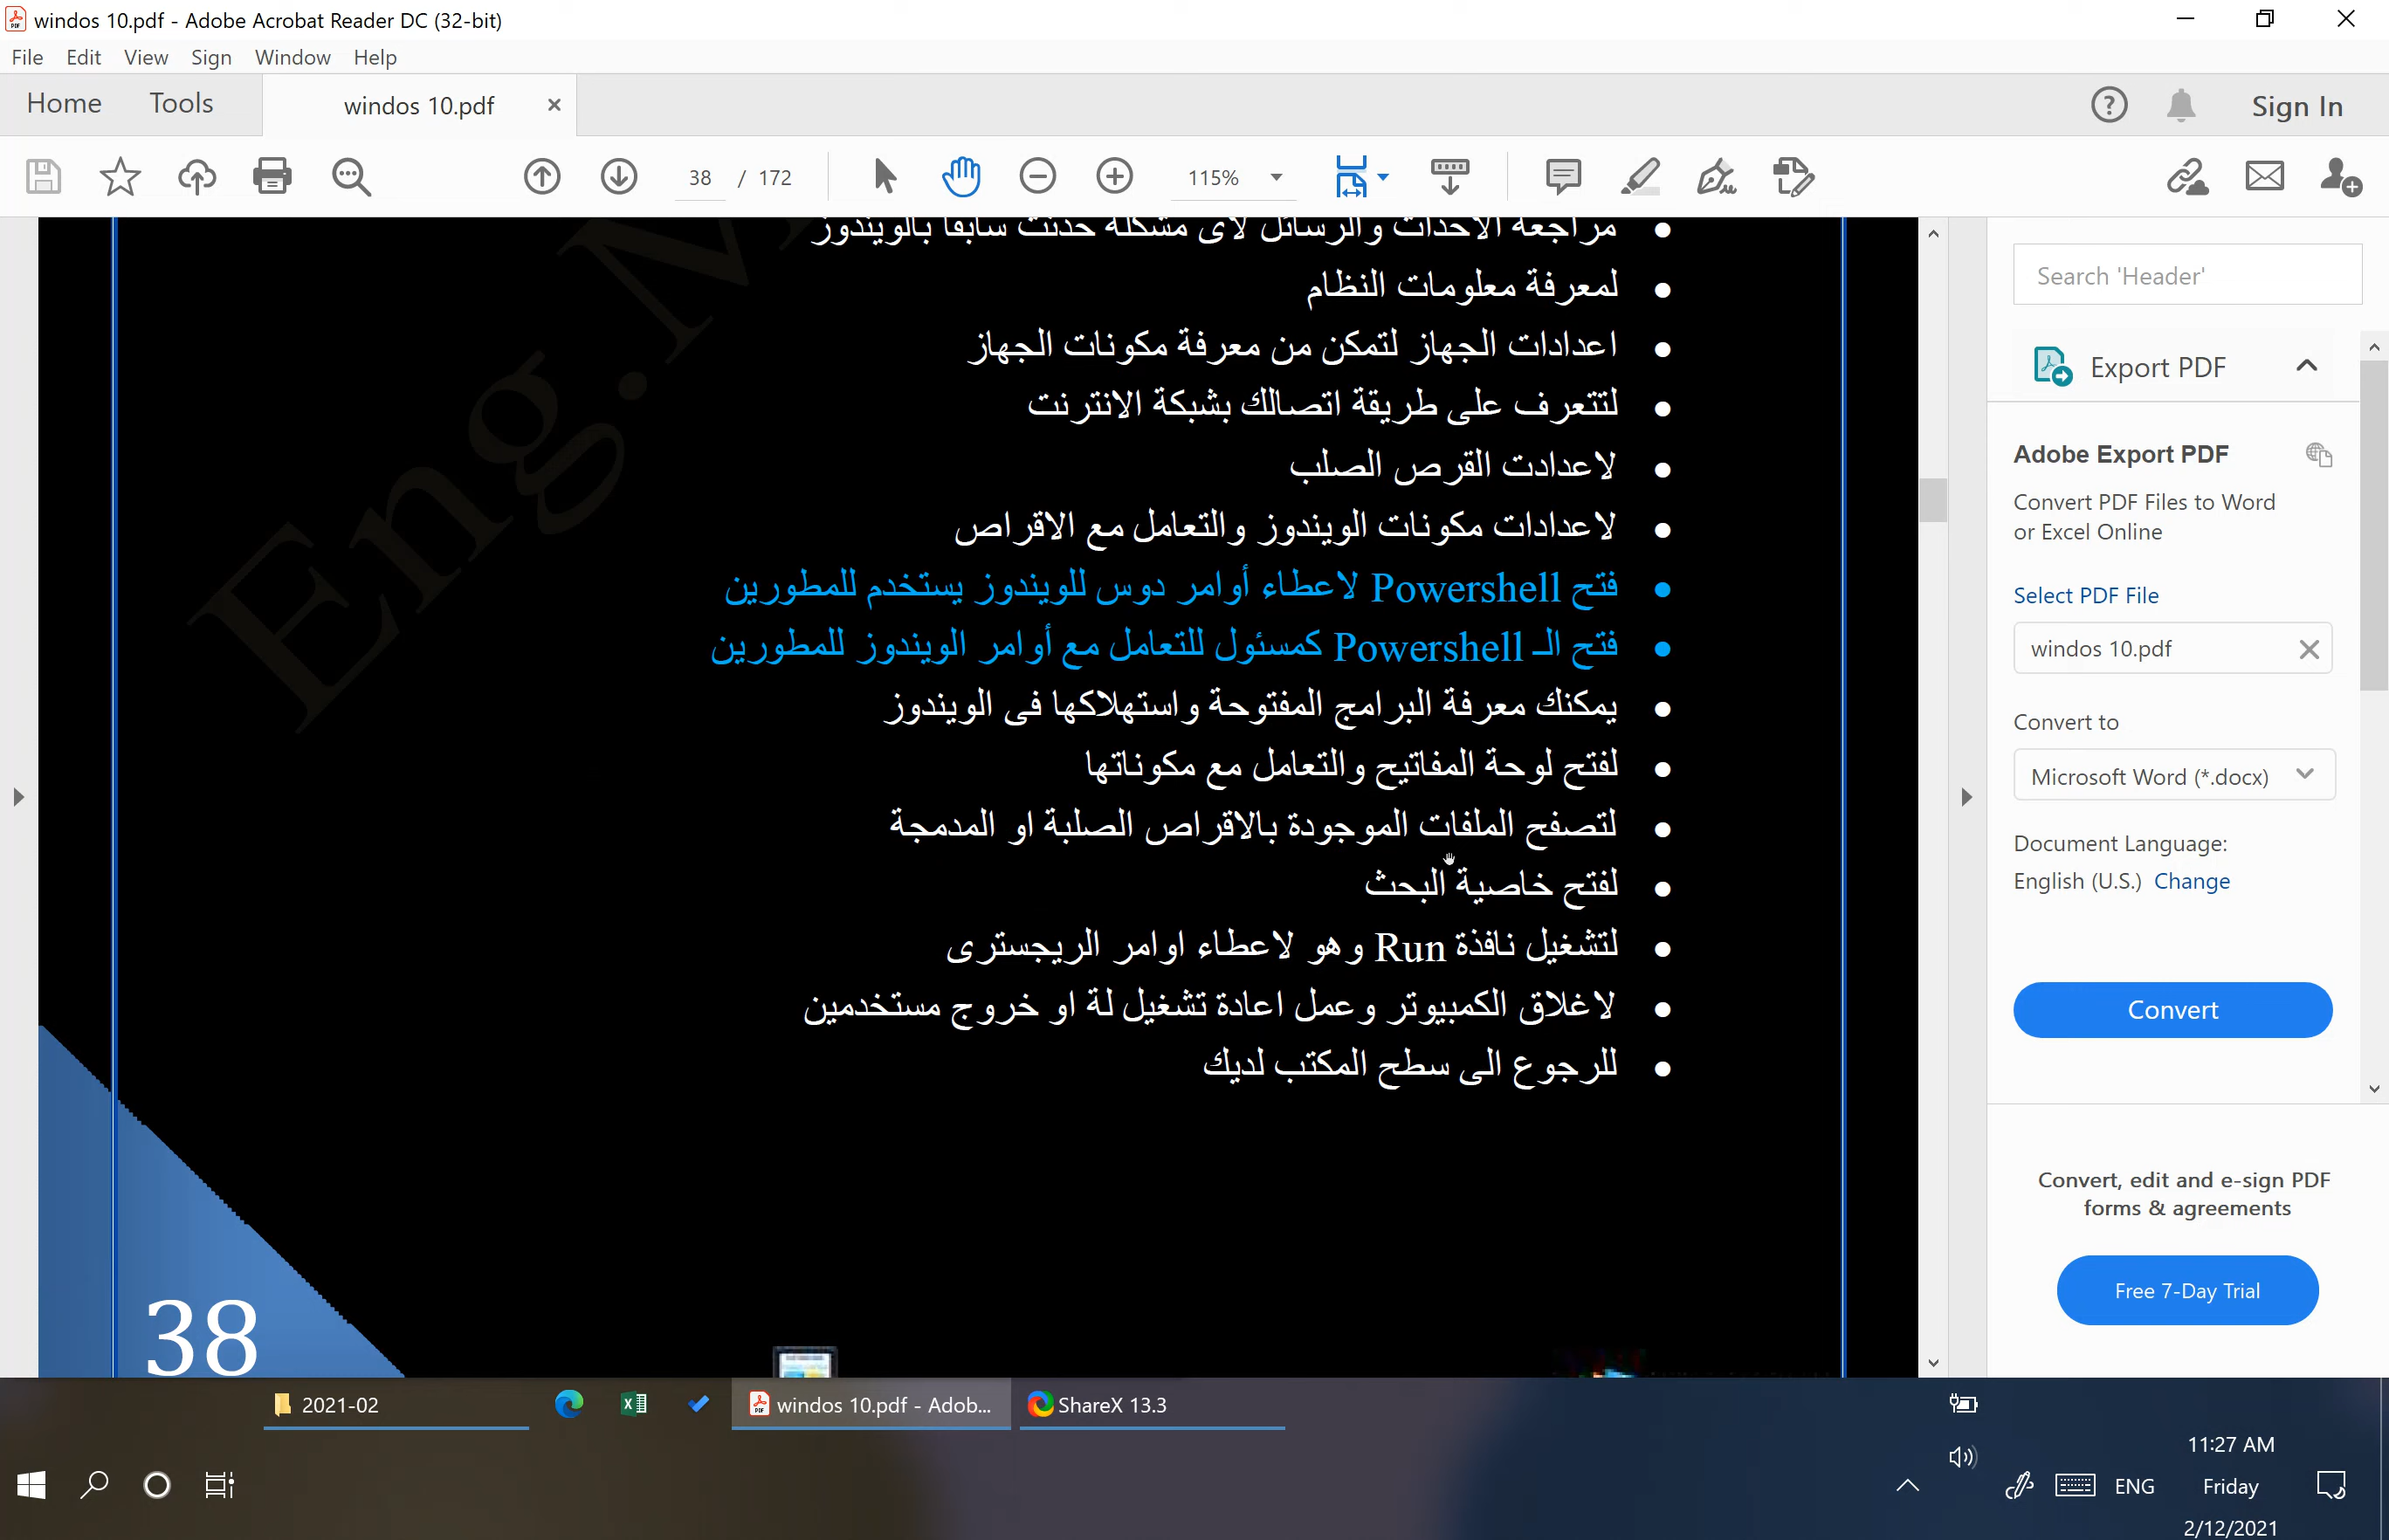 windos 10.pdf - Adobe Acrobat Reader DC (32-bit)
File Edit View Sign Window Help
Home Tools windos 10.pdf Sign In
38 / 172 115%
مراجعة الاحداث والرسائل لاى مشكلة حدثت سابقا بالويندوز
لمعرفة معلومات النظام
اعدادات الجهاز لتمكن من معرفة مكونات الجهاز
لتتعرف على طريقة اتصالك بشبكة الانترنت
لاعدادت القرص الصلب
لاعدادات مكونات الويندوز والتعامل مع الاقراص
فتح Powershell لاعطاء أوامر دوس للويندوز يستخدم للمطورين
فتح الـ Powershell كمسئول للتعامل مع أوامر الويندوز للمطورين
يمكنك معرفة البرامج المفتوحة واستهلاكها فى الويندوز
لفتح لوحة المفاتيح والتعامل مع مكوناتها
لتصفح الملفات الموجودة بالاقراص الصلبة او المدمجة
لفتح خاصية البحث
لتشغيل نافذة Run وهو لاعطاء اوامر الريجسترى
لاغلاق الكمبيوتر وعمل اعادة تشغيل لة او خروج مستخدمين
للرجوع الى سطح المكتب لديك
Eng.M
38
Search 'Header'
Export PDF
Adobe Export PDF
Convert PDF Files to Word
or Excel Online
Select PDF File
windos 10.pdf
Convert to
Microsoft Word (*.docx)
Document Language:
English (U.S.) Change
Convert
Convert, edit and e-sign PDF
forms & agreements
Free 7-Day Trial
2021-02
windos 10.pdf - Adob...
ShareX 13.3
ENG
11:27 AM
Friday
2/12/2021